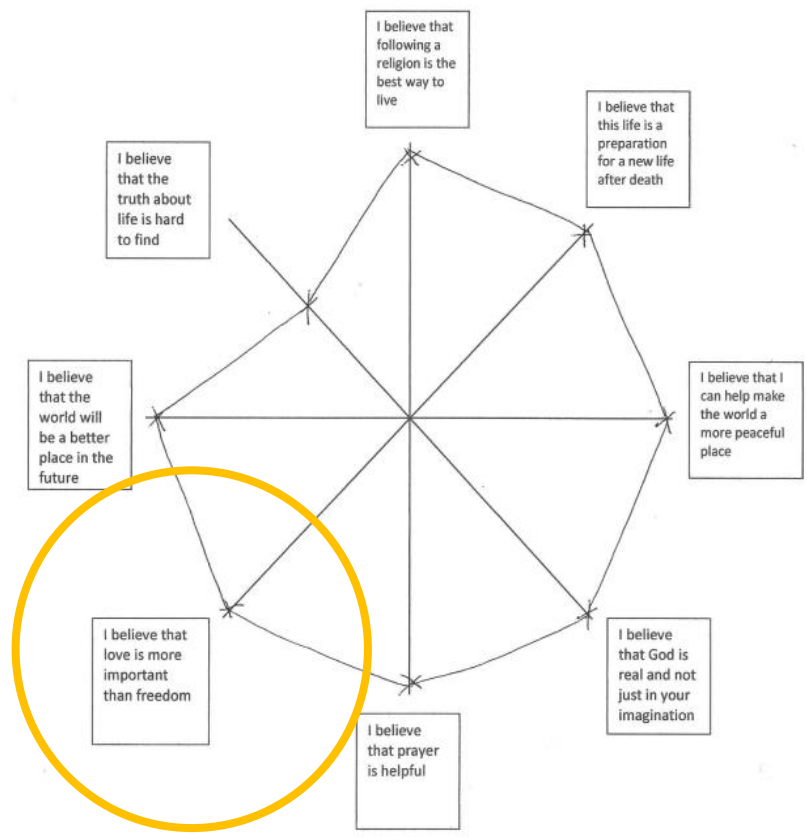 I believe that
following a
religion is the
best way to
live
I believe that
this life is a
preparation
for a new life
after death
I believe
that the
truth about
life is hard
to find
I believe
that the
world will
be a better
place in the
future
I believe that I
can help make
the world a
more peaceful
place
I believe that
love is more
important
than freedom
I believe
that God is
real and not
just in your
imagination
I believe
that prayer
is helpful